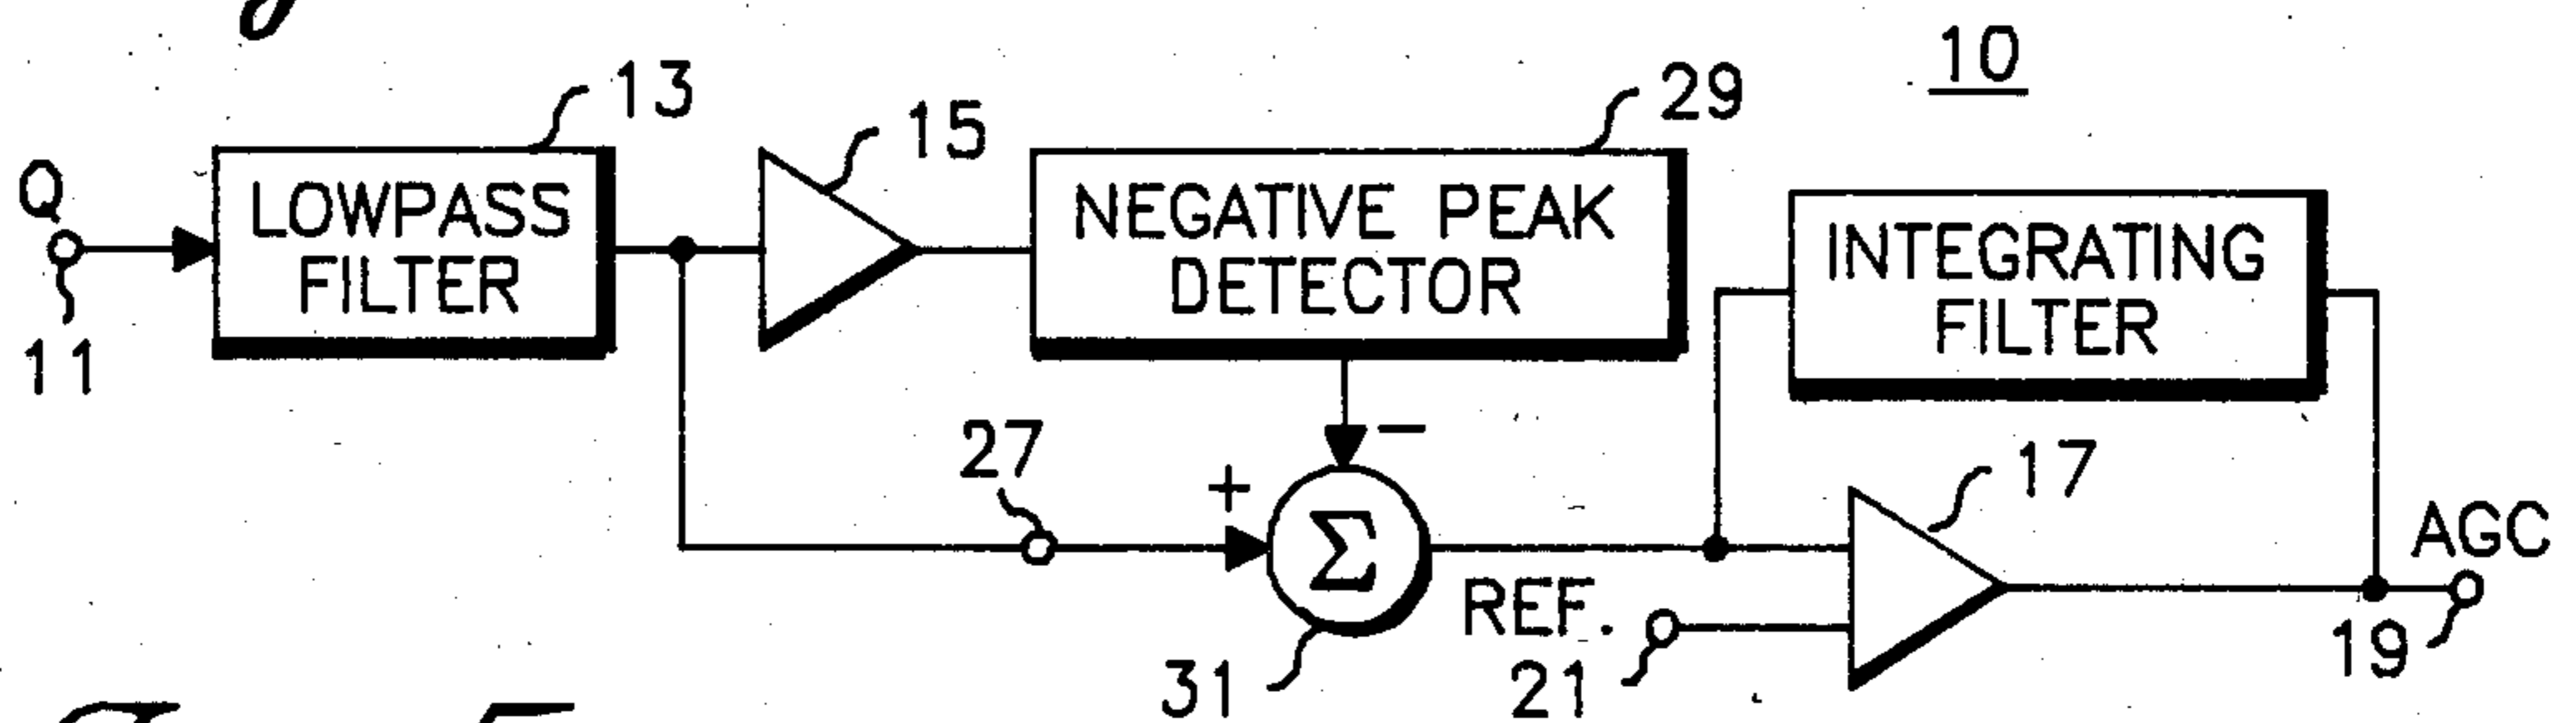 10
13
15
29
Q
LOWPASS
FILTER
NEGATIVE PEAK
DETECTOR
INTEGRATING
FILTER
11
27
+
−
Σ
17
AGC
REF.
31
21
19